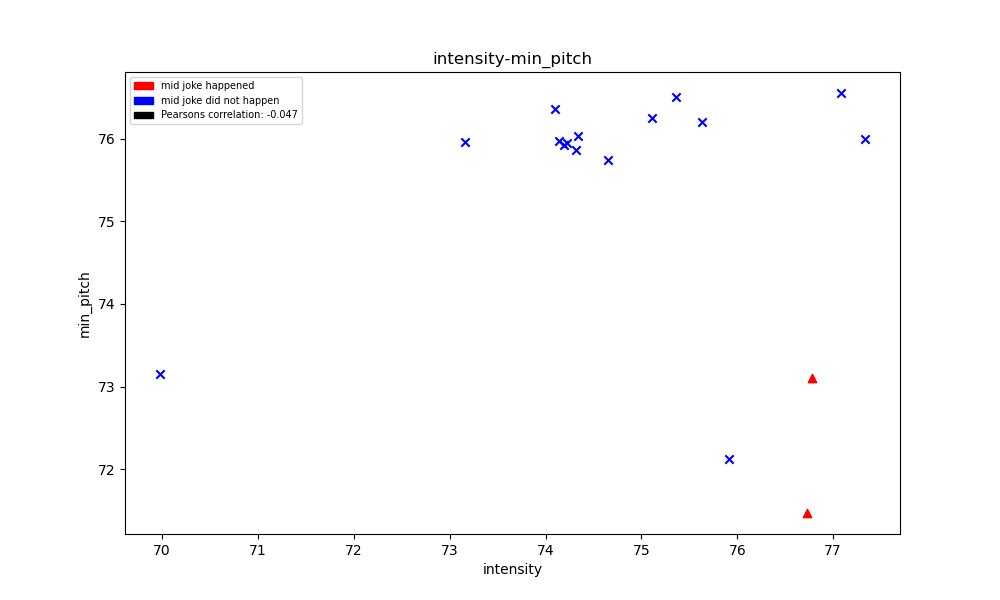 intensity-min_pitch
mid joke happened
mid joke did not happen
Pearsons correlation: -0.047
76
75
74
73
72
min_pitch
70 71 72 73 74 75 76 77
intensity